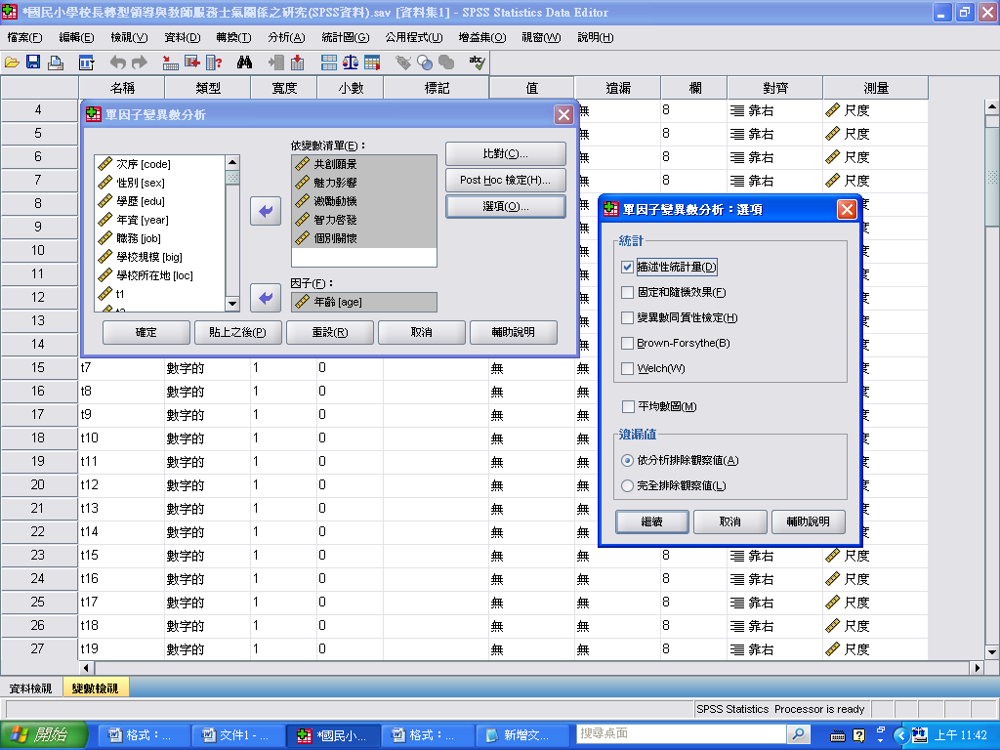 *國民小學校長轉型領導與教師服務士氣關係之研究(SPSS資料).sav [資料集1] - SPSS Statistics Data Editor
檔案(F) 編輯(E) 檢視(V) 資料(D) 轉換(T) 分析(A) 統計圖(G) 公用程式(U) 增益集(O) 視窗(W) 說明(H)
名稱 類型 寬度 小數 標記 值 遺漏 欄 對齊 測量
4 無 8 靠右 尺度
5 無 8 靠右 尺度
6 無 8 靠右 尺度
7 無 8 靠右 尺度
8 無 度
9 無 度
10 無 度
11 無 度
12 無 度
13 無 度
14 無 度
15 t7 數字的 1 0 無 無 度
16 t8 數字的 1 0 無 無 度
17 t9 數字的 1 0 無 無 度
18 t10 數字的 1 0 無 無 度
19 t11 數字的 1 0 無 無 度
20 t12 數字的 1 0 無 無 度
21 t13 數字的 1 0 無 無 度
22 t14 數字的 1 0 無 無 度
23 t15 數字的 1 0 無 無 8 靠右 尺度
24 t16 數字的 1 0 無 無 8 靠右 尺度
25 t17 數字的 1 0 無 無 8 靠右 尺度
26 t18 數字的 1 0 無 無 8 靠右 尺度
27 t19 數字的 1 0 無 無 8 靠右 尺度
單因子變異數分析
次序 [code]
性別 [sex]
學歷 [edu]
年資 [year]
職務 [job]
學校規模 [big]
學校所在地 [loc]
t1
依變數清單(E)：
共創願景
魅力影響
激勵動機
智力啓發
個別關懷
因子(F)：
年齡 [age]
比對(C)...
Post Hoc 檢定(H)...
選項(O)...
確定 貼上之後(P) 重設(R) 取消 輔助說明
單因子變異數分析：選項
統計
描述性統計量(D)
固定和隨機效果(F)
變異數同質性檢定(H)
Brown-Forsythe(B)
Welch(W)
平均數圖(M)
遺漏值
依分析排除觀察值(A)
完全排除觀察值(L)
繼續 取消 輔助說明
資料檢視 變數檢視
SPSS Statistics Processor is ready
開始 格式： 文件1 - ... *國民小... 格式： 新增文... 搜尋桌面 上午 11:42